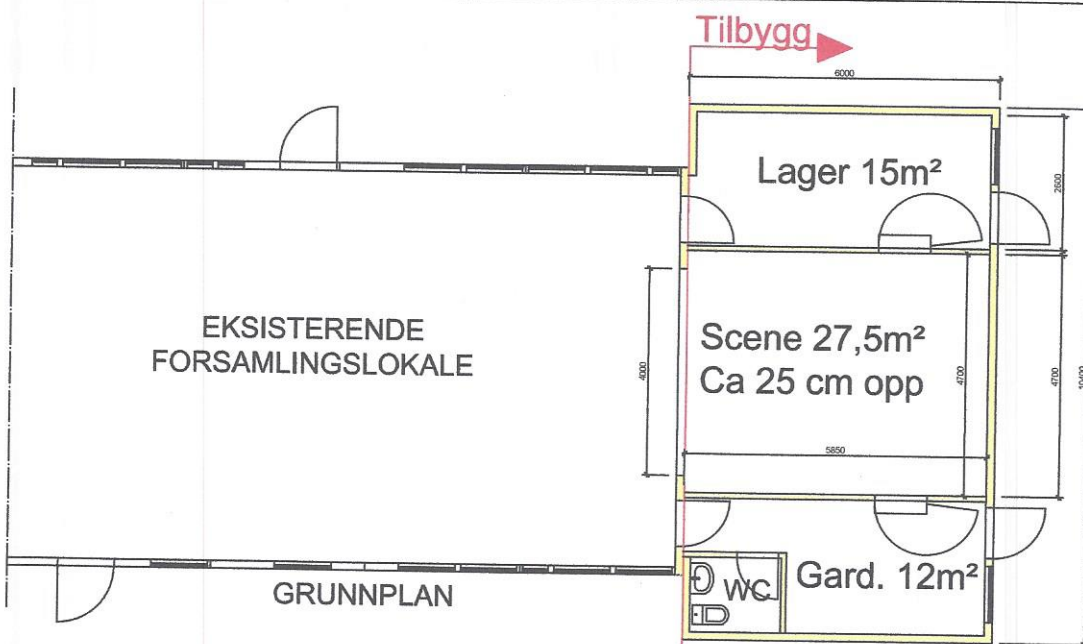 Tilbygg
6000
Lager 15m²
2600
EKSISTERENDE
FORSAMLINGSLOKALE
4000
Scene 27,5m²
Ca 25 cm opp
4700
4700
10400
5850
WC
Gard. 12m²
GRUNNPLAN